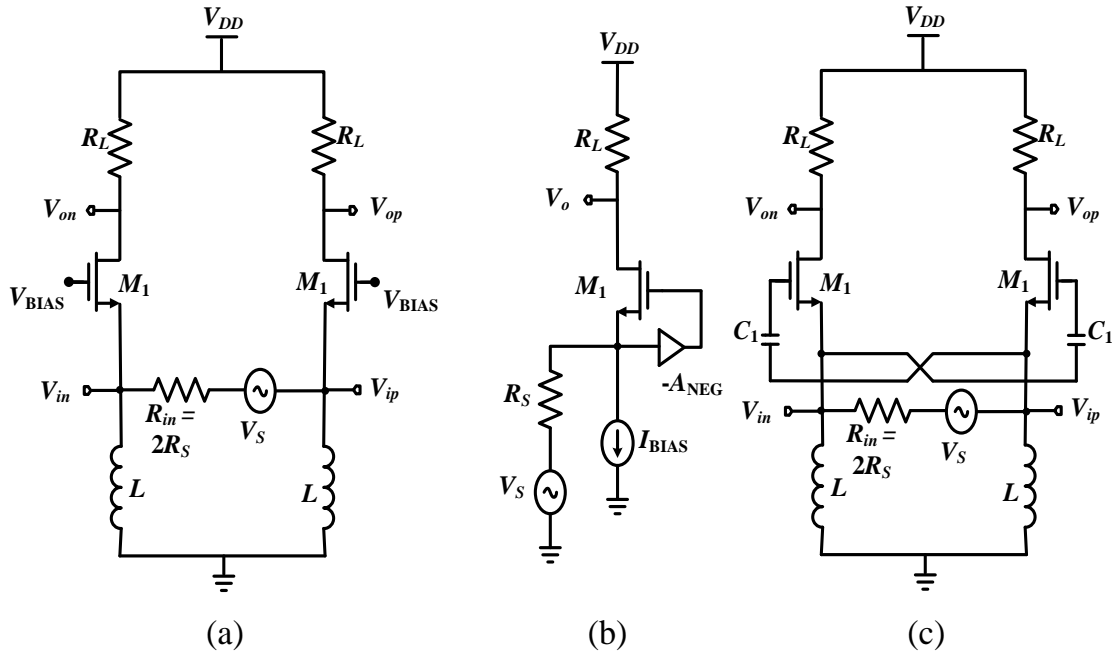 V_DD
R_L
R_L
V_on
V_op
M_1
M_1
V_BIAS
V_BIAS
V_in
V_ip
R_in =
2R_S
V_S
L
L
(a)
V_DD
R_L
V_o
M_1
-A_NEG
R_S
I_BIAS
V_S
(b)
V_DD
R_L
R_L
V_on
V_op
M_1
M_1
C_1
C_1
V_in
V_ip
R_in =
2R_S
V_S
L
L
(c)